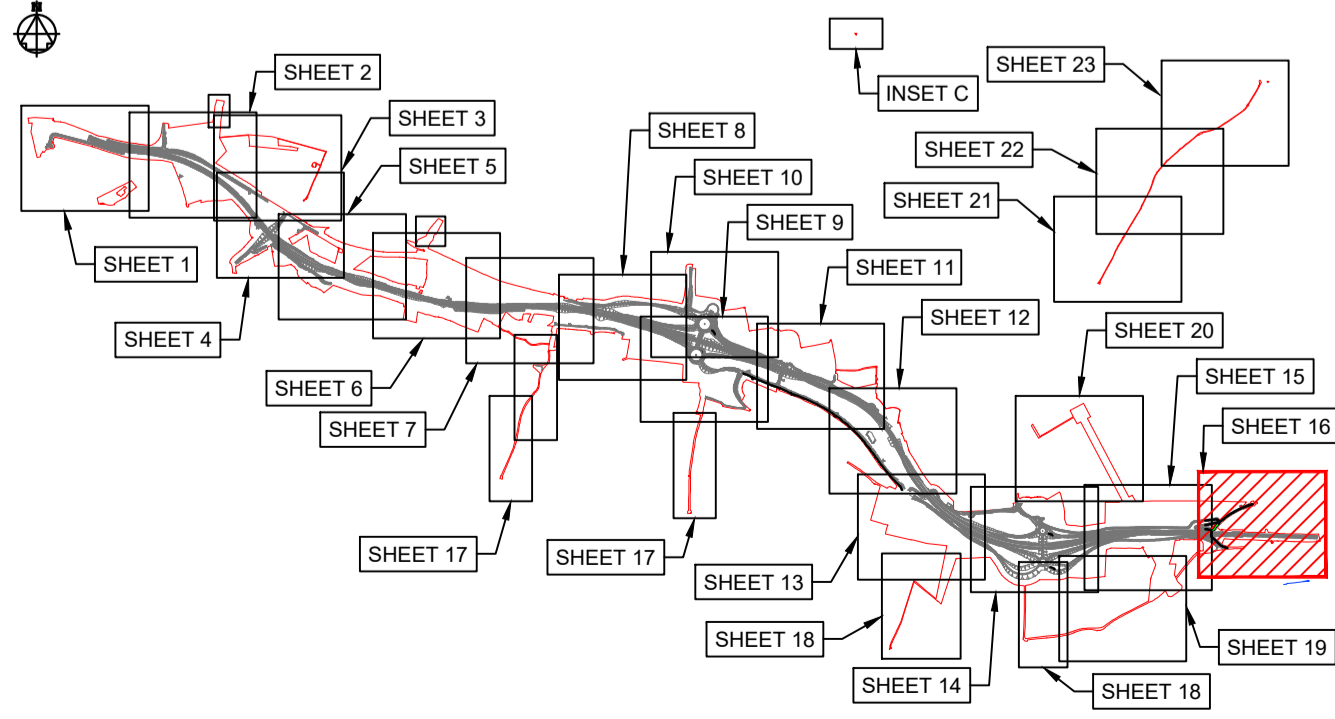 N
SHEET 2
SHEET 3
SHEET 5
SHEET 1
SHEET 4
SHEET 6
SHEET 7
SHEET 8
SHEET 10
SHEET 9
SHEET 11
SHEET 12
INSET C
SHEET 23
SHEET 22
SHEET 21
SHEET 20
SHEET 15
SHEET 16
SHEET 17
SHEET 17
SHEET 13
SHEET 18
SHEET 14
SHEET 18
SHEET 19